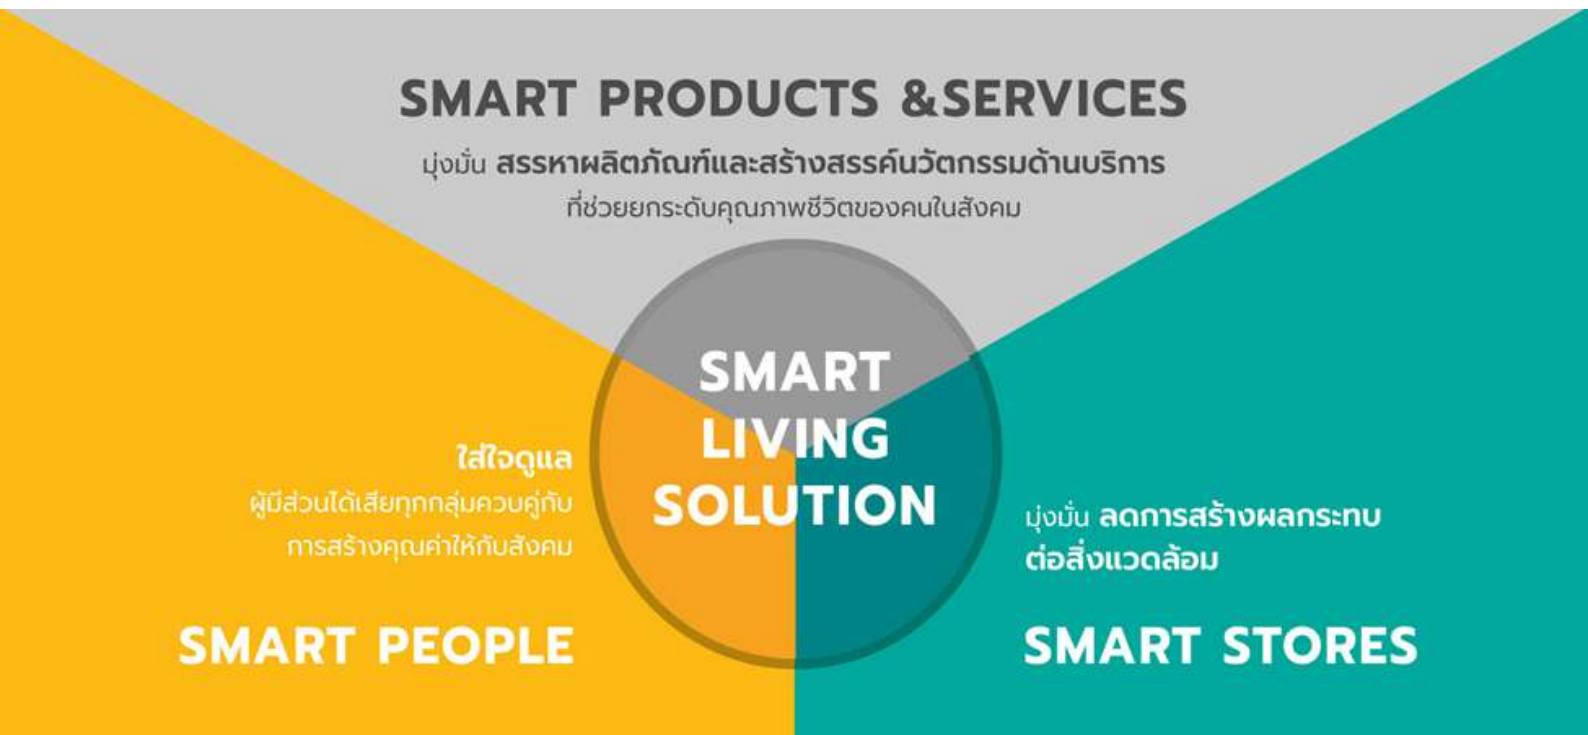 SMART PRODUCTS &SERVICES
มุ่งมั่น สรรหาผลิตภัณฑ์และสร้างสรรค์นวัตกรรมด้านบริการ
ที่ช่วยยกระดับคุณภาพชีวิตของคนในสังคม
SMART
LIVING
SOLUTION
ใส่ใจดูแล
ผู้มีส่วนได้เสียทุกกลุ่มควบคู่กับ
การสร้างคุณค่าให้กับสังคม
SMART PEOPLE
มุ่งมั่น ลดการสร้างผลกระทบ
ต่อสิ่งแวดล้อม
SMART STORES